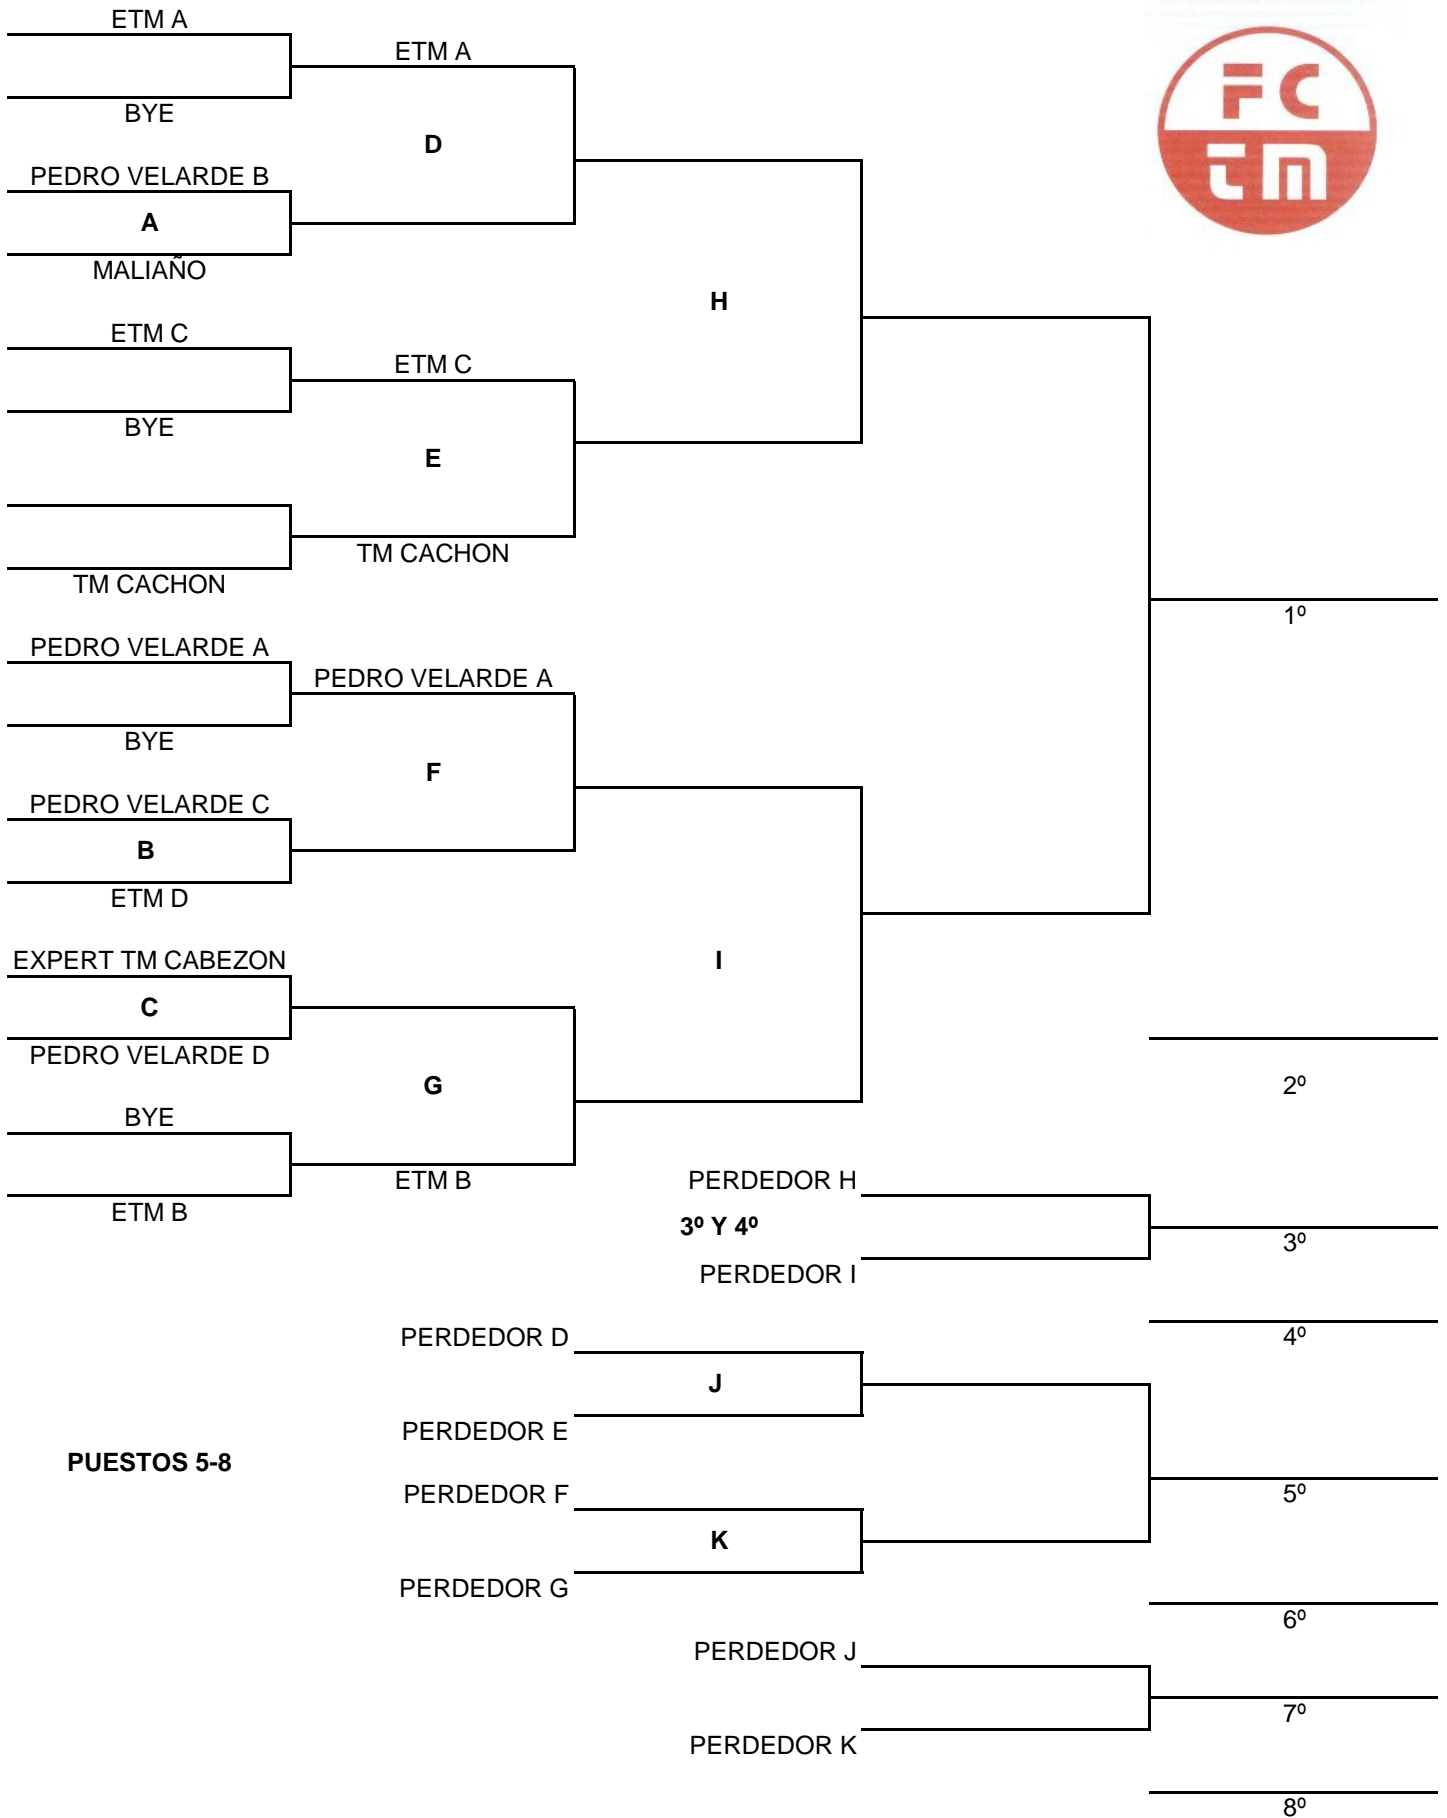 ETM A
ETM A
BYE
D
PEDRO VELARDE B
A
MALIAÑO
H
ETM C
ETM C
BYE
E
TM CACHON
TM CACHON
1º
PEDRO VELARDE A
PEDRO VELARDE A
BYE
F
PEDRO VELARDE C
B
ETM D
EXPERT TM CABEZON
I
C
PEDRO VELARDE D
G
2º
BYE
ETM B
PERDEDOR H
ETM B
3º Y 4º
3º
PERDEDOR I
PERDEDOR D
4º
J
PERDEDOR E
PUESTOS 5-8
PERDEDOR F
5º
K
PERDEDOR G
6º
PERDEDOR J
7º
PERDEDOR K
8º
FC
TM